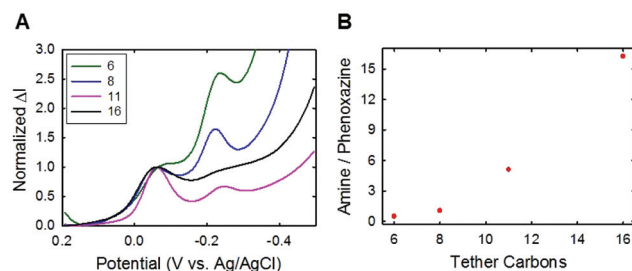 A
Normalized ΔI
3.0
2.5
2.0
1.5
1.0
0.5
0.0
6
8
11
16
0.2 0.0 -0.2 -0.4
Potential (V vs. Ag/AgCl)
B
Amine / Phenoxazine
15
12
9
6
3
0
6 8 10 12 14 16
Tether Carbons